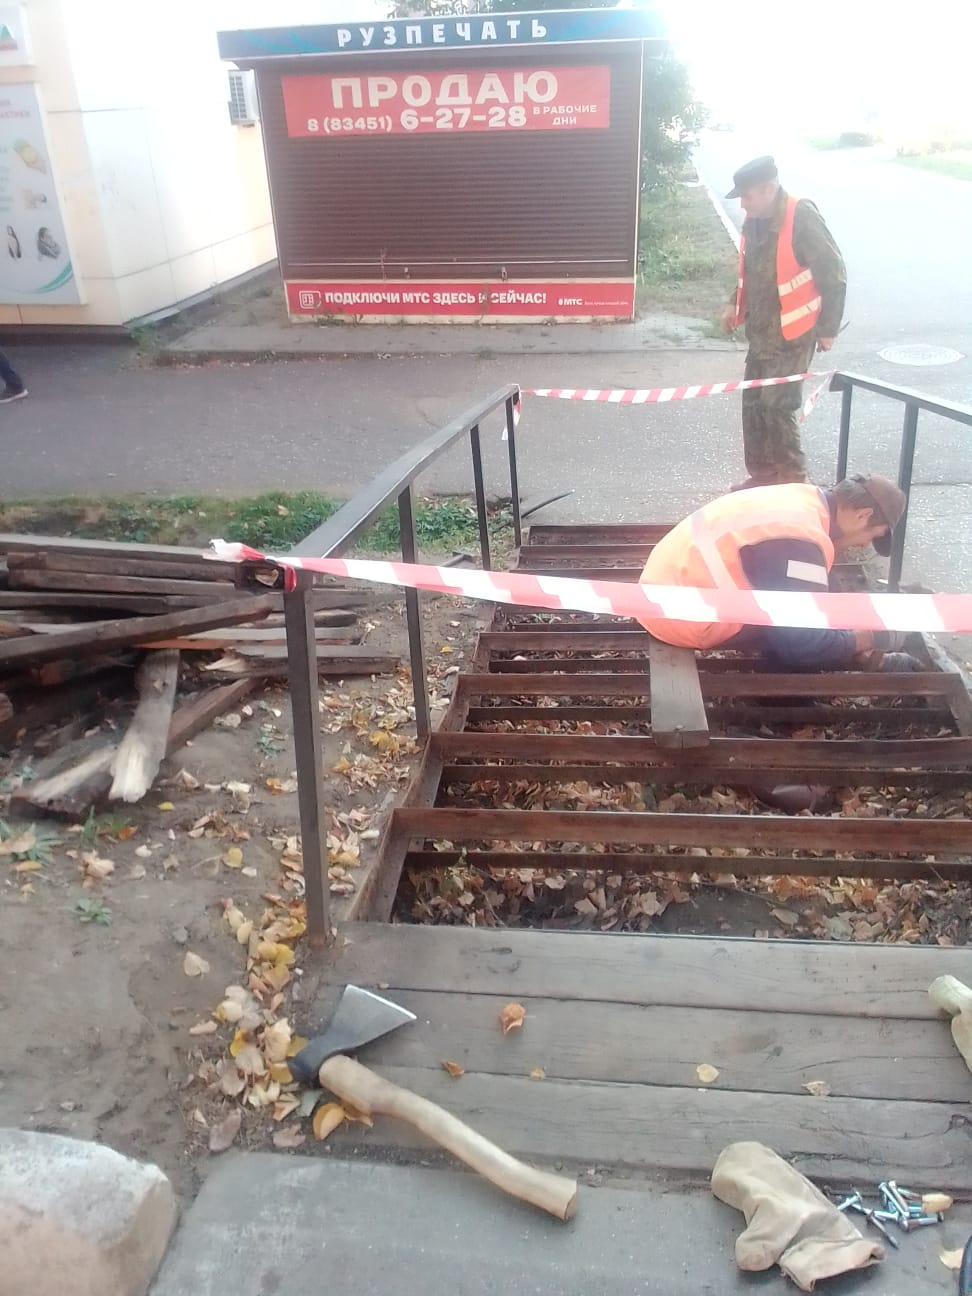 РУЗПЕЧАТЬ
ПРОДАЮ
8 (83451) 6-27-28 В РАБОЧИЕ ДНИ
ПОДКЛЮЧИ МТС ЗДЕСЬ И СЕЙЧАС!
МТС